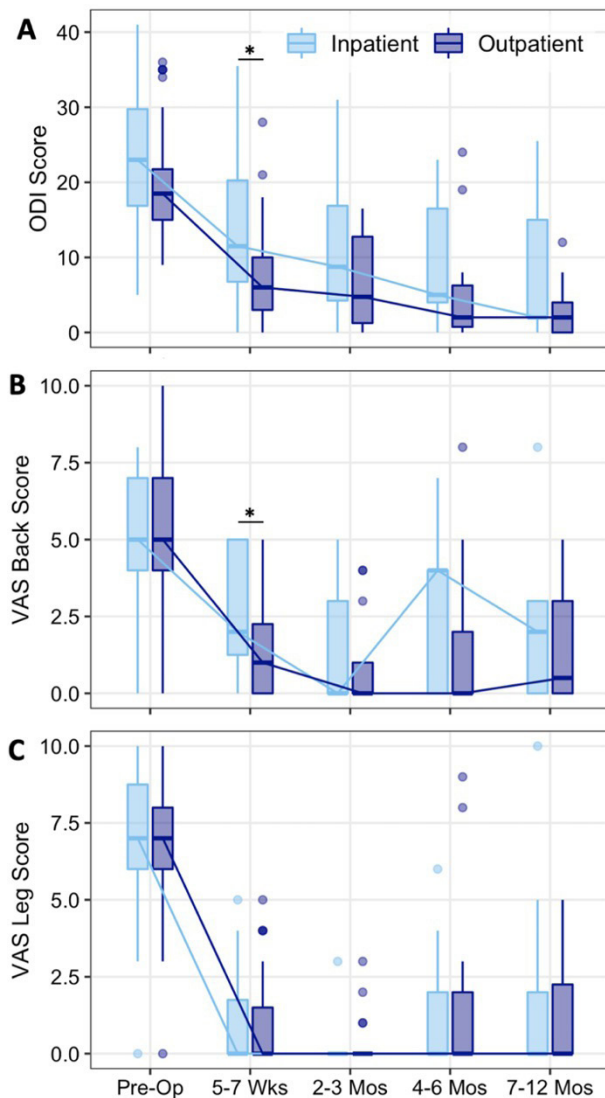 A
Inpatient Outpatient
*
ODI Score
40
30
20
10
0
B
*
VAS Back Score
10.0
7.5
5.0
2.5
0.0
C
VAS Leg Score
10.0
7.5
5.0
2.5
0.0
Pre-Op 5-7 Wks 2-3 Mos 4-6 Mos 7-12 Mos